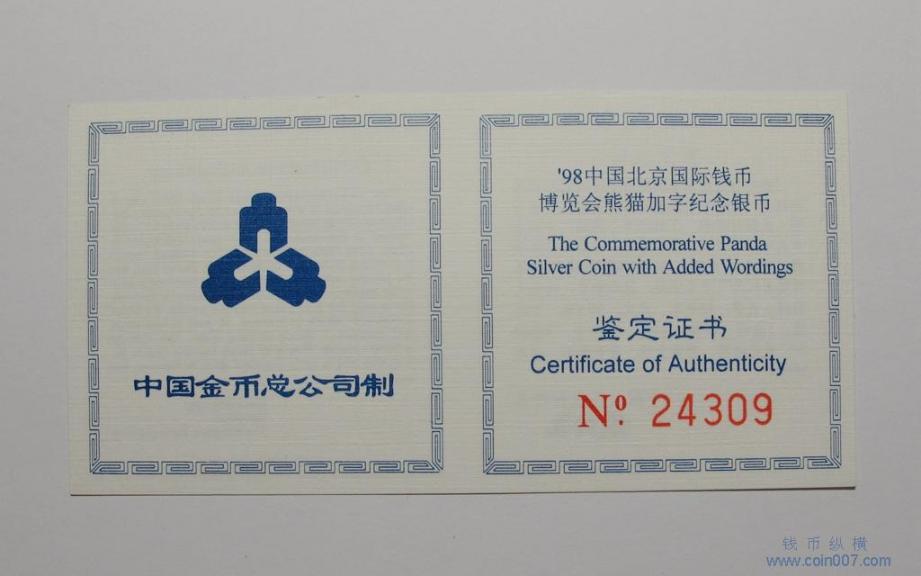 中国金币总公司制
'98中国北京国际钱币
博览会熊猫加字纪念银币
The Commemorative Panda
Silver Coin with Added Wordings
鉴定证书
Certificate of Authenticity
Nº. 24309
钱币纵横
www.coin007.com